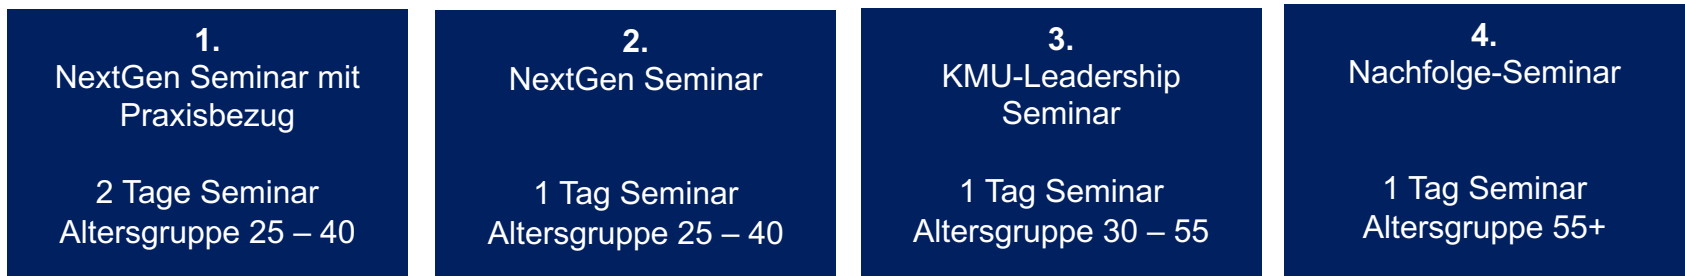 1.
NextGen Seminar mit
Praxisbezug
2 Tage Seminar
Altersgruppe 25 – 40
2.
NextGen Seminar
1 Tag Seminar
Altersgruppe 25 – 40
3.
KMU-Leadership
Seminar
1 Tag Seminar
Altersgruppe 30 – 55
4.
Nachfolge-Seminar
1 Tag Seminar
Altersgruppe 55+